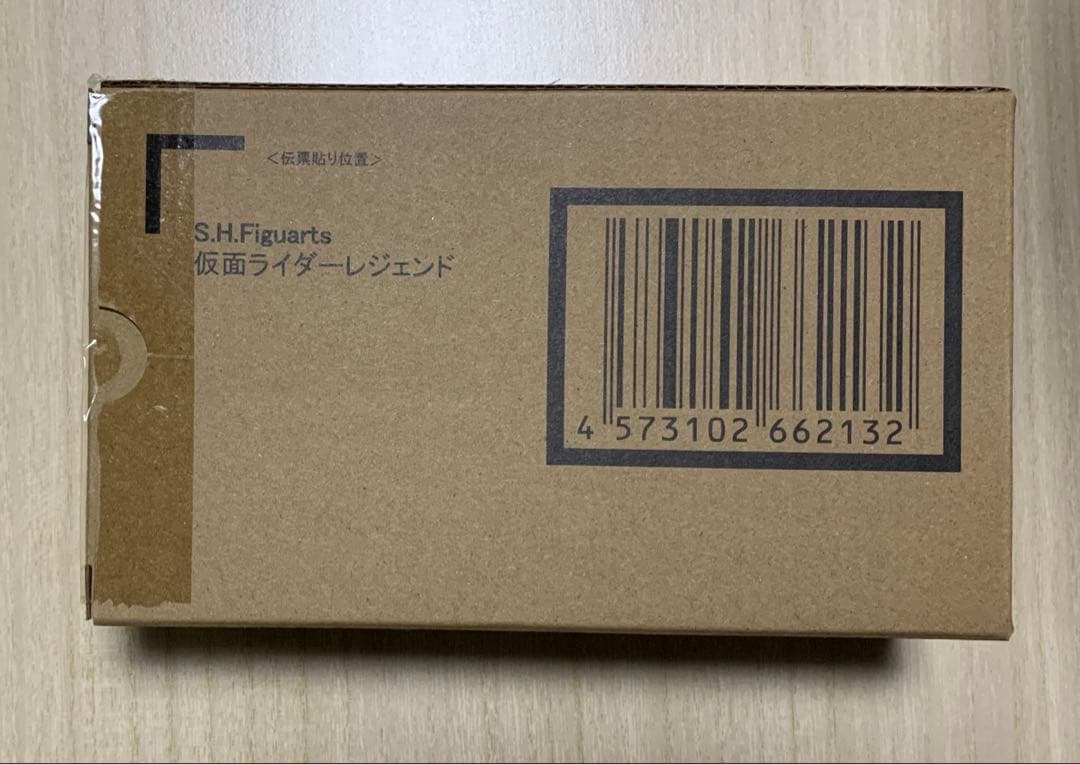 ＜伝票貼り位置＞
S.H.Figuarts
仮面ライダーレジェンド
4 573102 662132